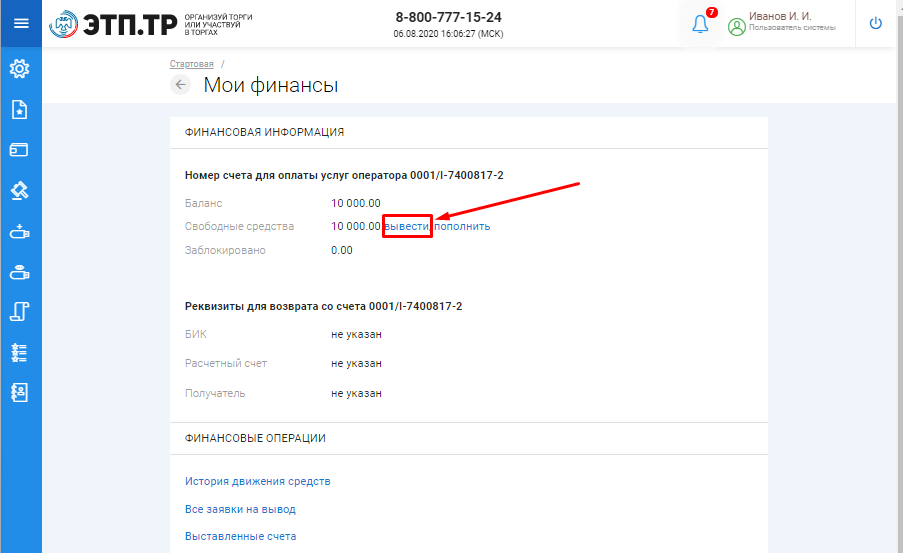 ЭТП.ТР
ОРГАНИЗУЙ ТОРГИ
ИЛИ УЧАСТВУЙ
В ТОРГАХ
8-800-777-15-24
06.08.2020 16:06:27 (МСК)
7
Иванов И. И.
Пользователь системы
Стартовая /
Мои финансы
ФИНАНСОВАЯ ИНФОРМАЦИЯ
Номер счета для оплаты услуг оператора 0001/I-7400817-2
Баланс 10 000.00
Свободные средства 10 000.00 вывести, пополнить
Заблокировано 0.00
Реквизиты для возврата со счета 0001/I-7400817-2
БИК не указан
Расчетный счет не указан
Получатель не указан
ФИНАНСОВЫЕ ОПЕРАЦИИ
История движения средств
Все заявки на вывод
Выставленные счета